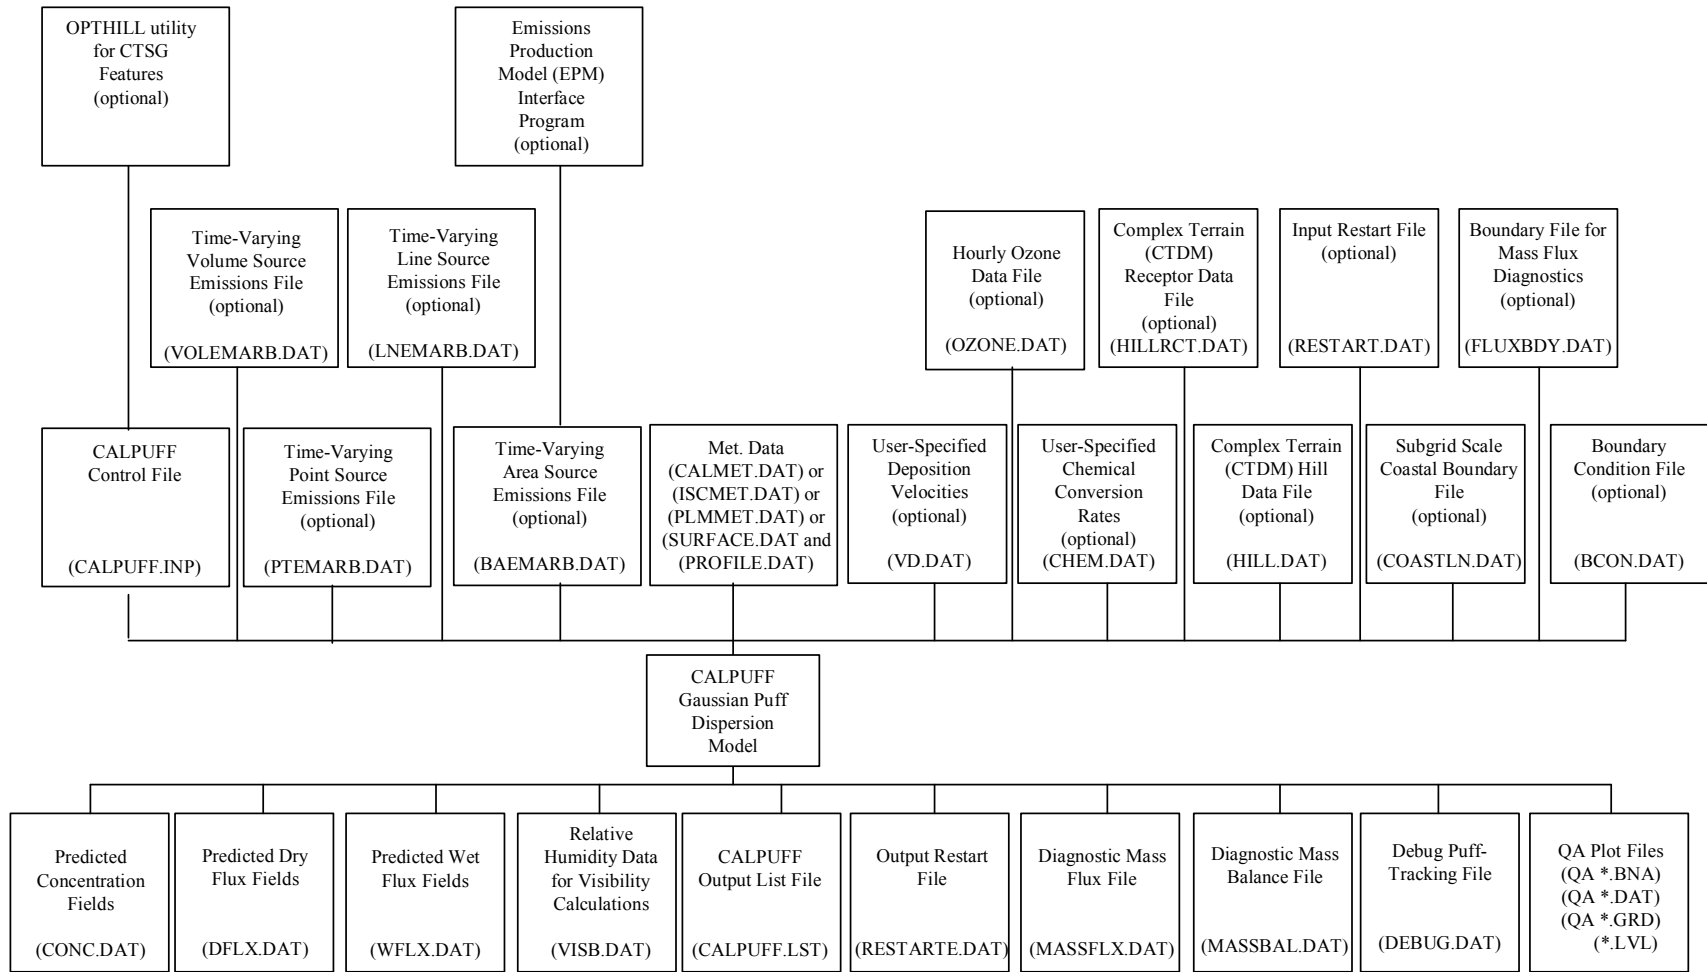 OPTHILL utility
for CTSG
Features
(optional)
Emissions
Production
Model (EPM)
Interface
Program
(optional)
Time-Varying
Volume Source
Emissions File
(optional)
(VOLEMARB.DAT)
Time-Varying
Line Source
Emissions File
(optional)
(LNEMARB.DAT)
Hourly Ozone
Data File
(optional)
(OZONE.DAT)
Complex Terrain
(CTDM)
Receptor Data
File
(optional)
(HILLRCT.DAT)
Input Restart File
(optional)
(RESTART.DAT)
Boundary File for
Mass Flux
Diagnostics
(optional)
(FLUXBDY.DAT)
CALPUFF
Control File
(CALPUFF.INP)
Time-Varying
Point Source
Emissions File
(optional)
(PTEMARB.DAT)
Time-Varying
Area Source
Emissions File
(optional)
(BAEMARB.DAT)
Met. Data
(CALMET.DAT) or
(ISCMET.DAT) or
(PLMMET.DAT) or
(SURFACE.DAT and
(PROFILE.DAT)
User-Specified
Deposition
Velocities
(optional)
(VD.DAT)
User-Specified
Chemical
Conversion
Rates
(optional)
(CHEM.DAT)
Complex Terrain
(CTDM) Hill
Data File
(optional)
(HILL.DAT)
Subgrid Scale
Coastal Boundary
File
(optional)
(COASTLN.DAT)
Boundary
Condition File
(optional)
(BCON.DAT)
CALPUFF
Gaussian Puff
Dispersion
Model
Predicted
Concentration
Fields
(CONC.DAT)
Predicted Dry
Flux Fields
(DFLX.DAT)
Predicted Wet
Flux Fields
(WFLX.DAT)
Relative
Humidity Data
for Visibility
Calculations
(VISB.DAT)
CALPUFF
Output List File
(CALPUFF.LST)
Output Restart
File
(RESTARTE.DAT)
Diagnostic Mass
Flux File
(MASSFLX.DAT)
Diagnostic Mass
Balance File
(MASSBAL.DAT)
Debug Puff-
Tracking File
(DEBUG.DAT)
QA Plot Files
(QA *.BNA)
(QA *.DAT)
(QA *.GRD)
(*.LVL)